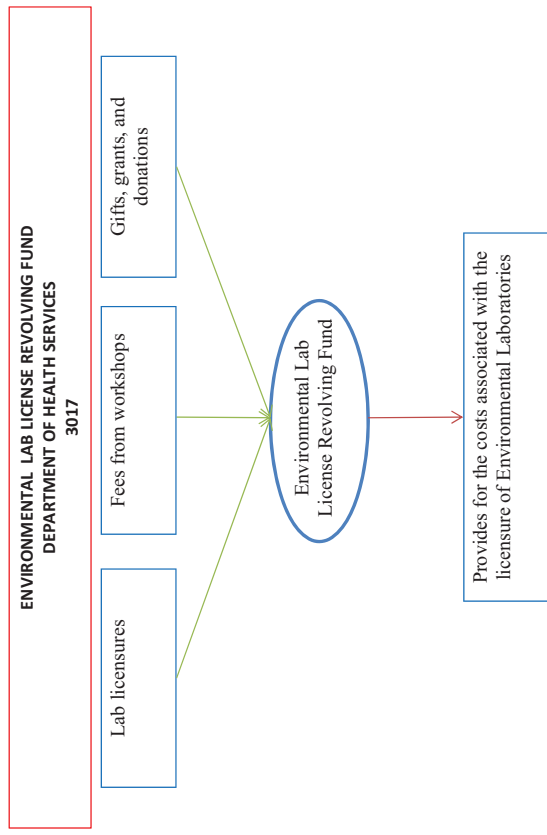 ENVIRONMENTAL LAB LICENSE REVOLVING FUND
DEPARTMENT OF HEALTH SERVICES
3017
Lab licensures
Fees from workshops
Gifts, grants, and
donations
Environmental Lab
License Revolving Fund
Provides for the costs associated with the
licensure of Environmental Laboratories